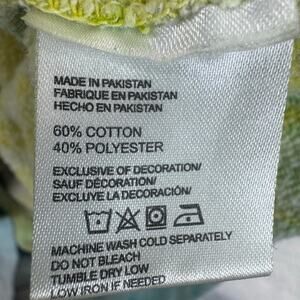 MADE IN PAKISTAN
FABRIQUE EN PAKISTAN
HECHO EN PAKISTAN
60% COTTON
40% POLYESTER
EXCLUSIVE OF DECORATION/
SAUF DÉCORATION/
EXCLUYE LA DECORACIÓN/
MACHINE WASH COLD SEPARATELY
DO NOT BLEACH
TUMBLE DRY LOW
LOW IRON IF NEEDED